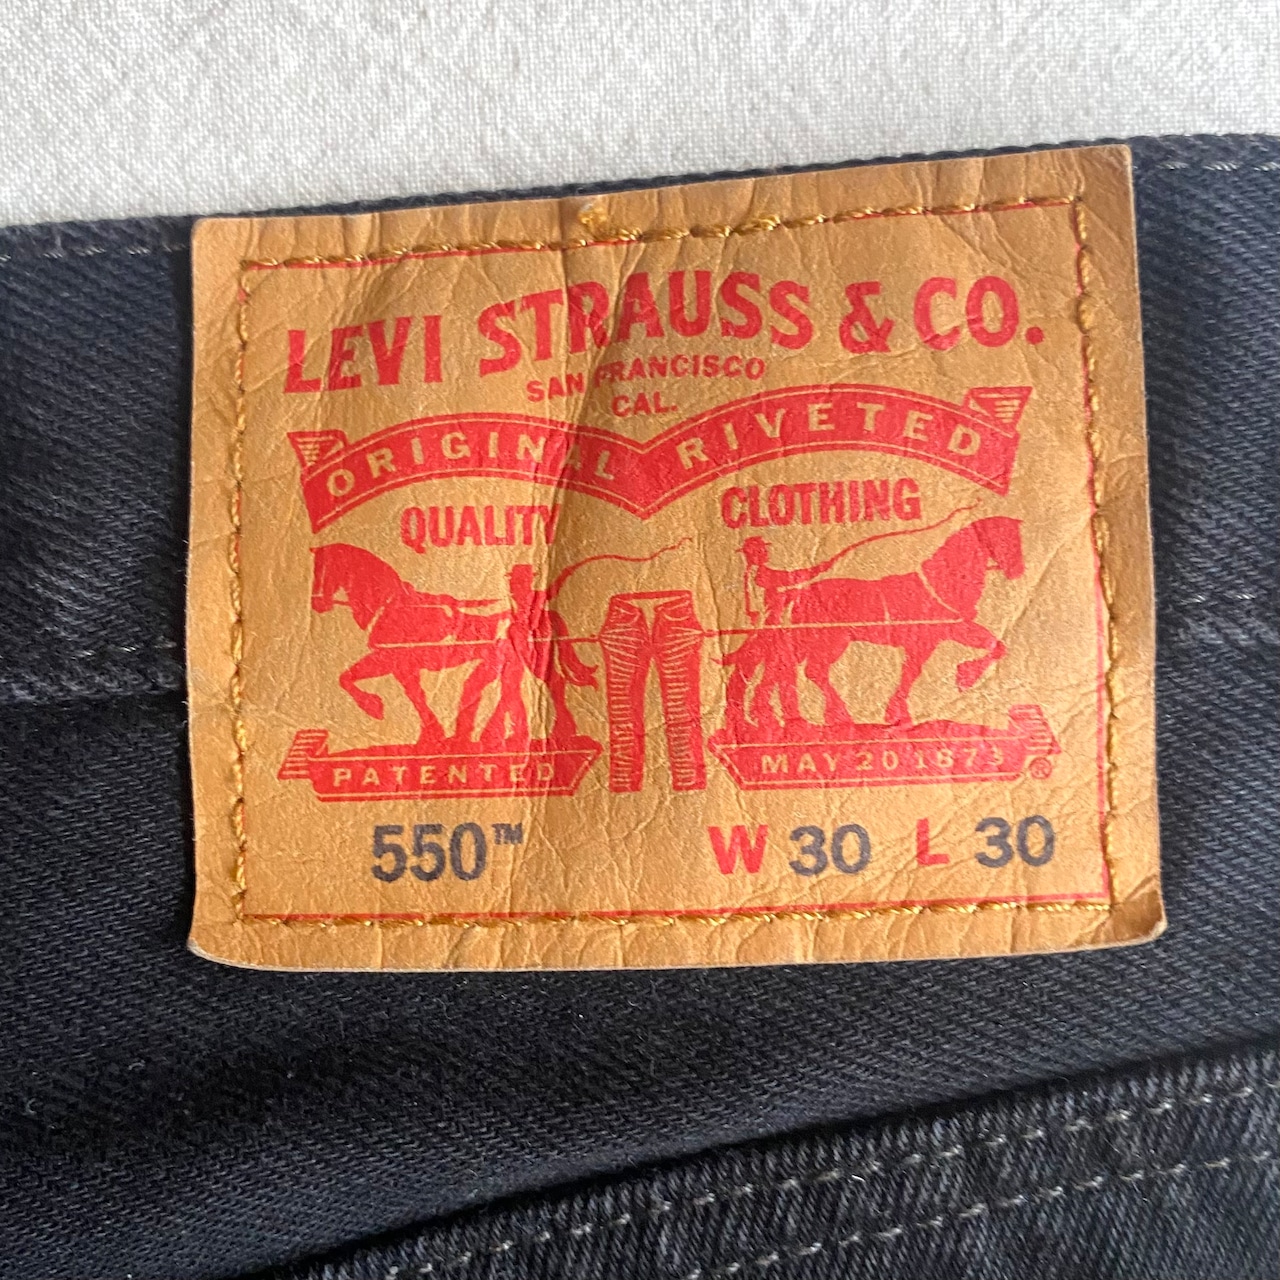 LEVI STRAUSS & CO.
SAN FRANCISCO
CAL.
ORIGINAL RIVETED
QUALITY CLOTHING
PATENTED MAY 20 1873 ®
550™ W 30 L 30